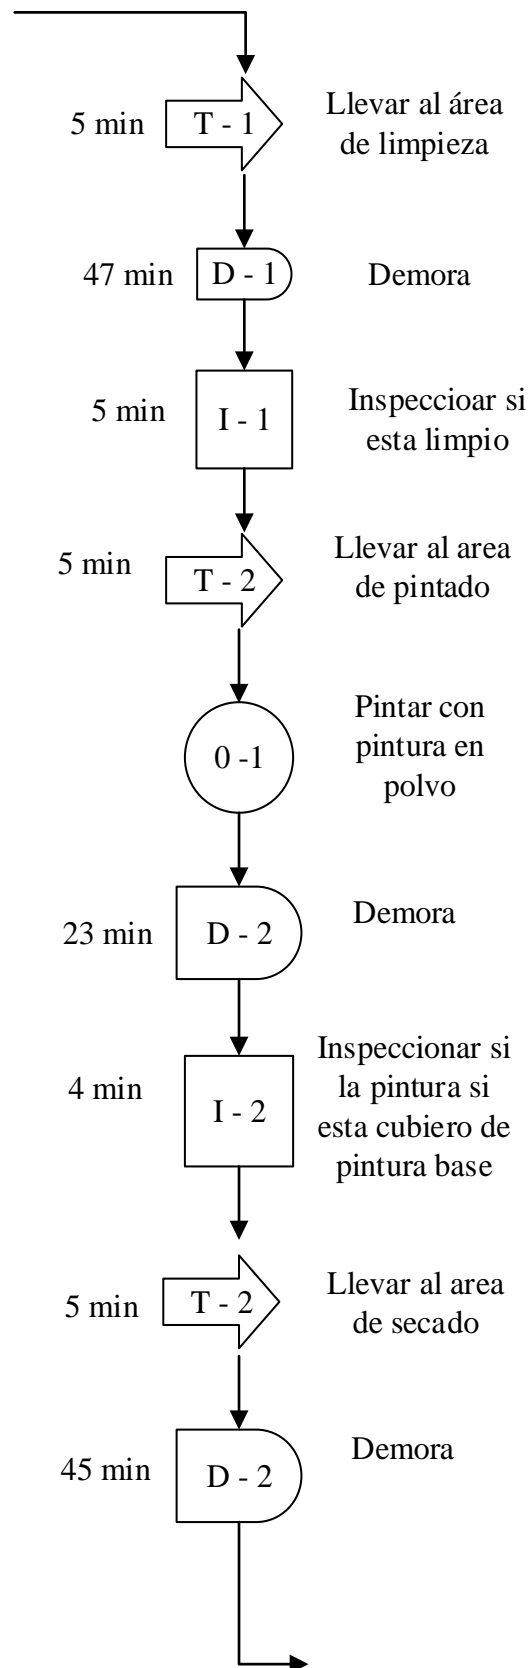 5 min
T - 1
Llevar al área
de limpieza
47 min
D - 1
Demora
5 min
I - 1
Inspeccioar si
esta limpio
5 min
T - 2
Llevar al area
de pintado
0 -1
Pintar con
pintura en
polvo
23 min
D - 2
Demora
4 min
I - 2
Inspeccionar si
la pintura si
esta cubiero de
pintura base
5 min
T - 2
Llevar al area
de secado
45 min
D - 2
Demora